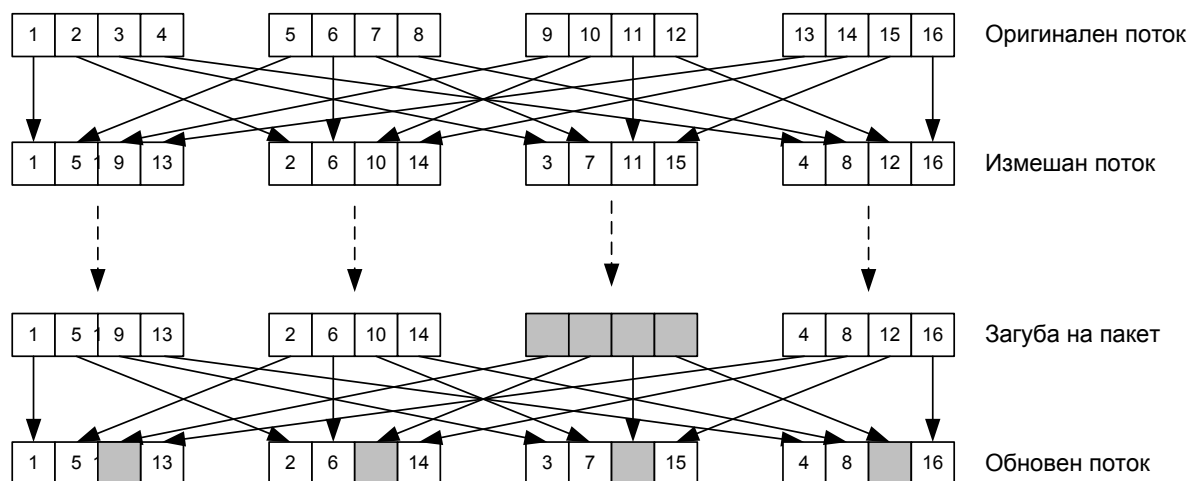 1 2 3 4 5 6 7 8 9 10 11 12 13 14 15 16 Оригинален поток
1 5 9 13 2 6 10 14 3 7 11 15 4 8 12 16 Измешан поток
1 5 9 13 2 6 10 14 4 8 12 16 Загуба на пакет
1 5 13 2 6 14 3 7 15 4 8 16 Обновен поток